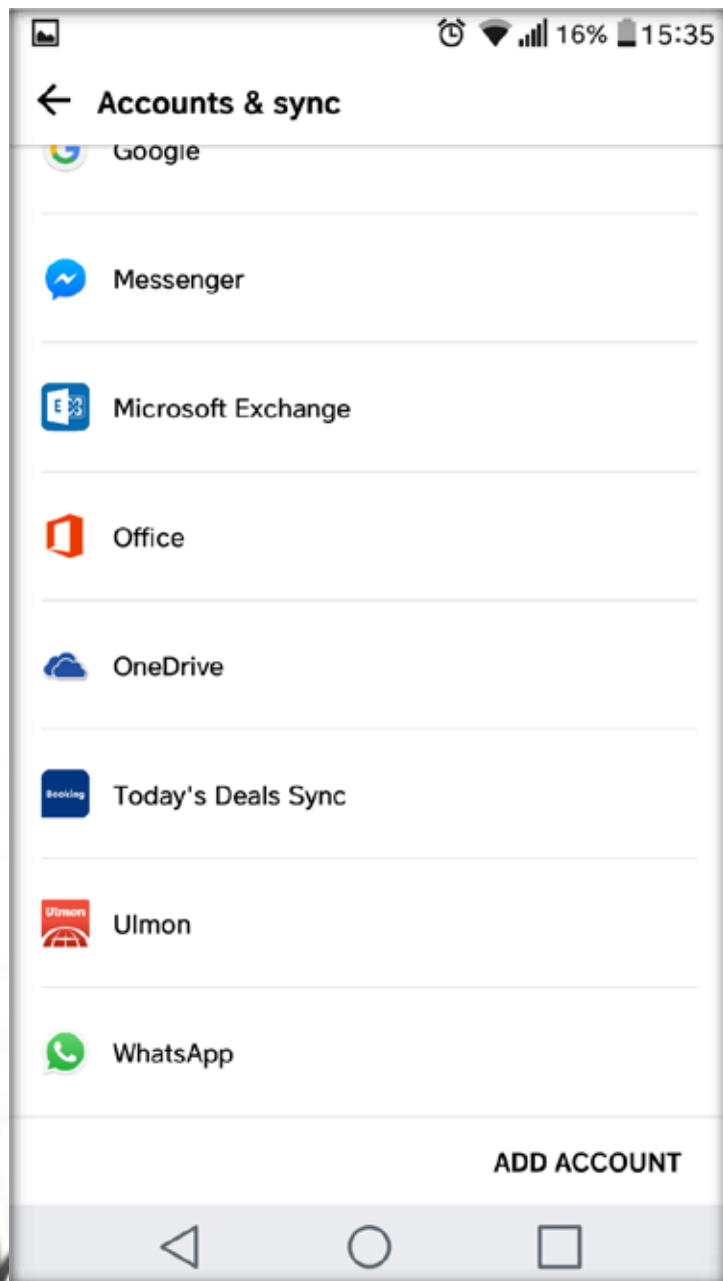 16% 15:35
Accounts & sync
Google
Messenger
E Microsoft Exchange
Office
OneDrive
Booking Today's Deals Sync
Ulmon Ulmon
WhatsApp
ADD ACCOUNT